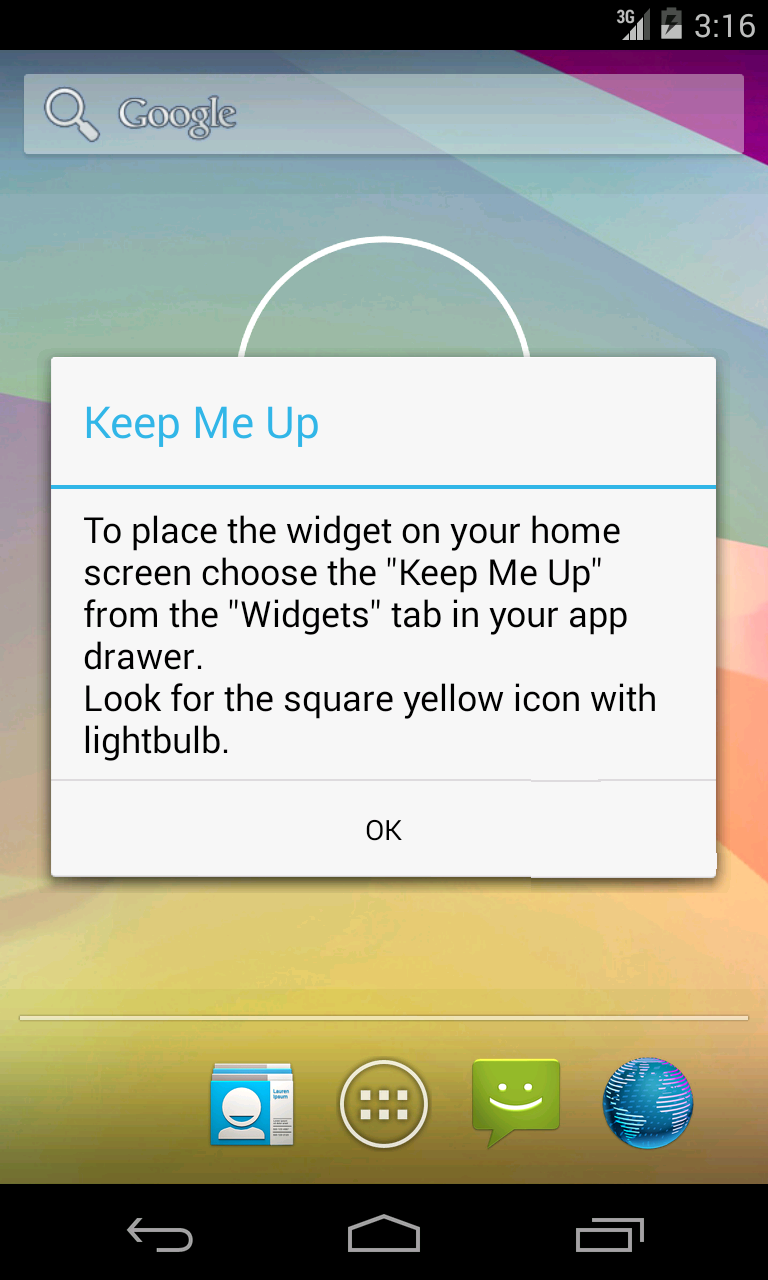 3G 3:16
Google
Keep Me Up
To place the widget on your home
screen choose the "Keep Me Up"
from the "Widgets" tab in your app
drawer.
Look for the square yellow icon with
lightbulb.
OK
Lauren
Ipsum